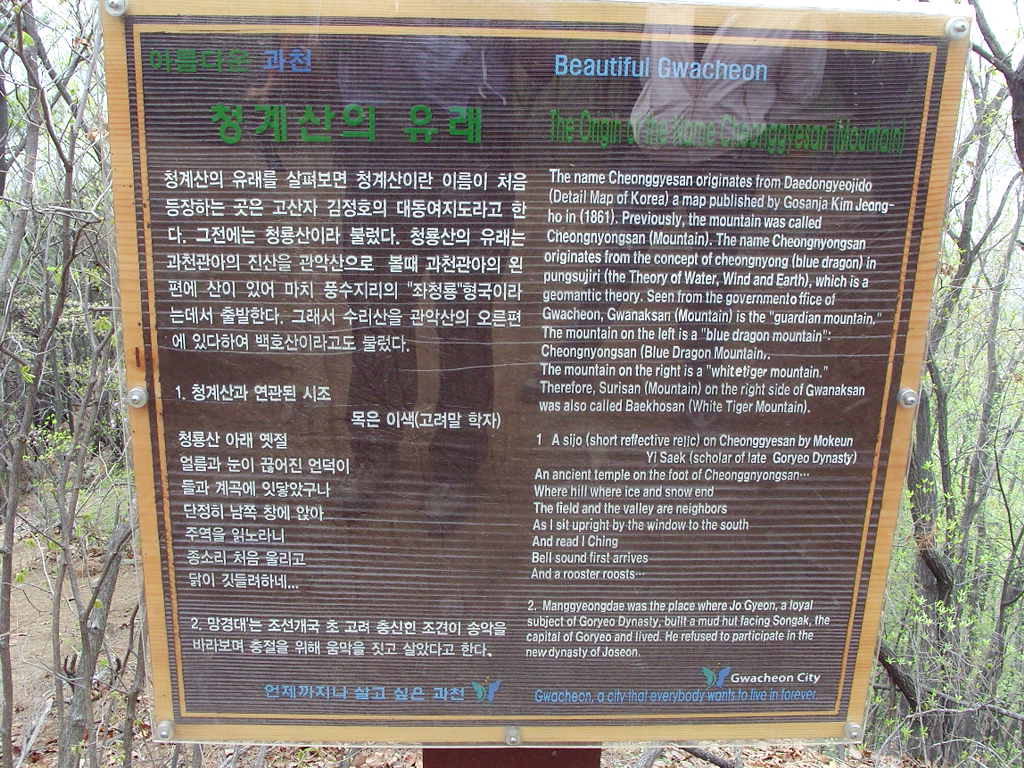 아름다운 과천
청계산의 유래
청계산의 유래를 살펴보면 청계산이란 이름이 처음
등장하는 곳은 고산자 김정호의 대동여지도라고 한
다. 그전에는 청룡산이라 불렀다. 청룡산의 유래는
과천관아의 진산을 관악산으로 볼때 과천관아의 왼
편에 산이 있어 마치 풍수지리의 "좌청룡"형국이라
는데서 출발한다. 그래서 수리산을 관악산의 오른편
에 있다하여 백호산이라고도 불렀다.
1. 청계산과 연관된 시조
목은 이색(고려말 학자)
청룡산 아래 옛절
얼름과 눈이 끊어진 언덕이
들과 계곡에 잇닿았구나
단정히 남쪽 창에 앉아
주역을 읽노라니
종소리 처음 울리고
닭이 깃들려하네...
2. 망경대'는 조선개국 초 고려 충신인 조견이 송악을
바라보며 충절을 위해 움막을 짓고 살았다고 한다.
언제까지나 살고 싶은 과천
Beautiful Gwacheon
The Origin of the Name Cheonggyesan (Mountain)
The name Cheonggyesan originates from Daedongyeojido
(Detail Map of Korea) a map published by Gosanja Kim Jeong-
ho in (1861). Previously, the mountain was called
Cheongnyongsan (Mountain). The name Cheongnyongsan
originates from the concept of cheongnyong (blue dragon) in
pungsujiri (the Theory of Water, Wind and Earth), which is a
geomantic theory. Seen from the government office of
Gwacheon, Gwanaksan (Mountain) is the "guardian mountain."
The mountain on the left is a "blue dragon mountain":
Cheongnyongsan (Blue Dragon Mountain).
The mountain on the right is a "white tiger mountain."
Therefore, Surisan (Mountain) on the right side of Gwanaksan
was also called Baekhosan (White Tiger Mountain).
1 A sijo (short reflective relic) on Cheonggyesan by Mokeun
Yi Saek (scholar of late Goryeo Dynasty)
An ancient temple on the foot of Cheonggnyongsan…
Where hill where ice and snow end
The field and the valley are neighbors
As I sit upright by the window to the south
And read I Ching
Bell sound first arrives
And a rooster roosts…
2. Manggyeongdae was the place where Jo Gyeon, a loyal
subject of Goryeo Dynasty, built a mud hut facing Songak, the
capital of Goryeo and lived. He refused to participate in the
new dynasty of Joseon.
Gwacheon City
Gwacheon, a city that everybody wants to live in forever.